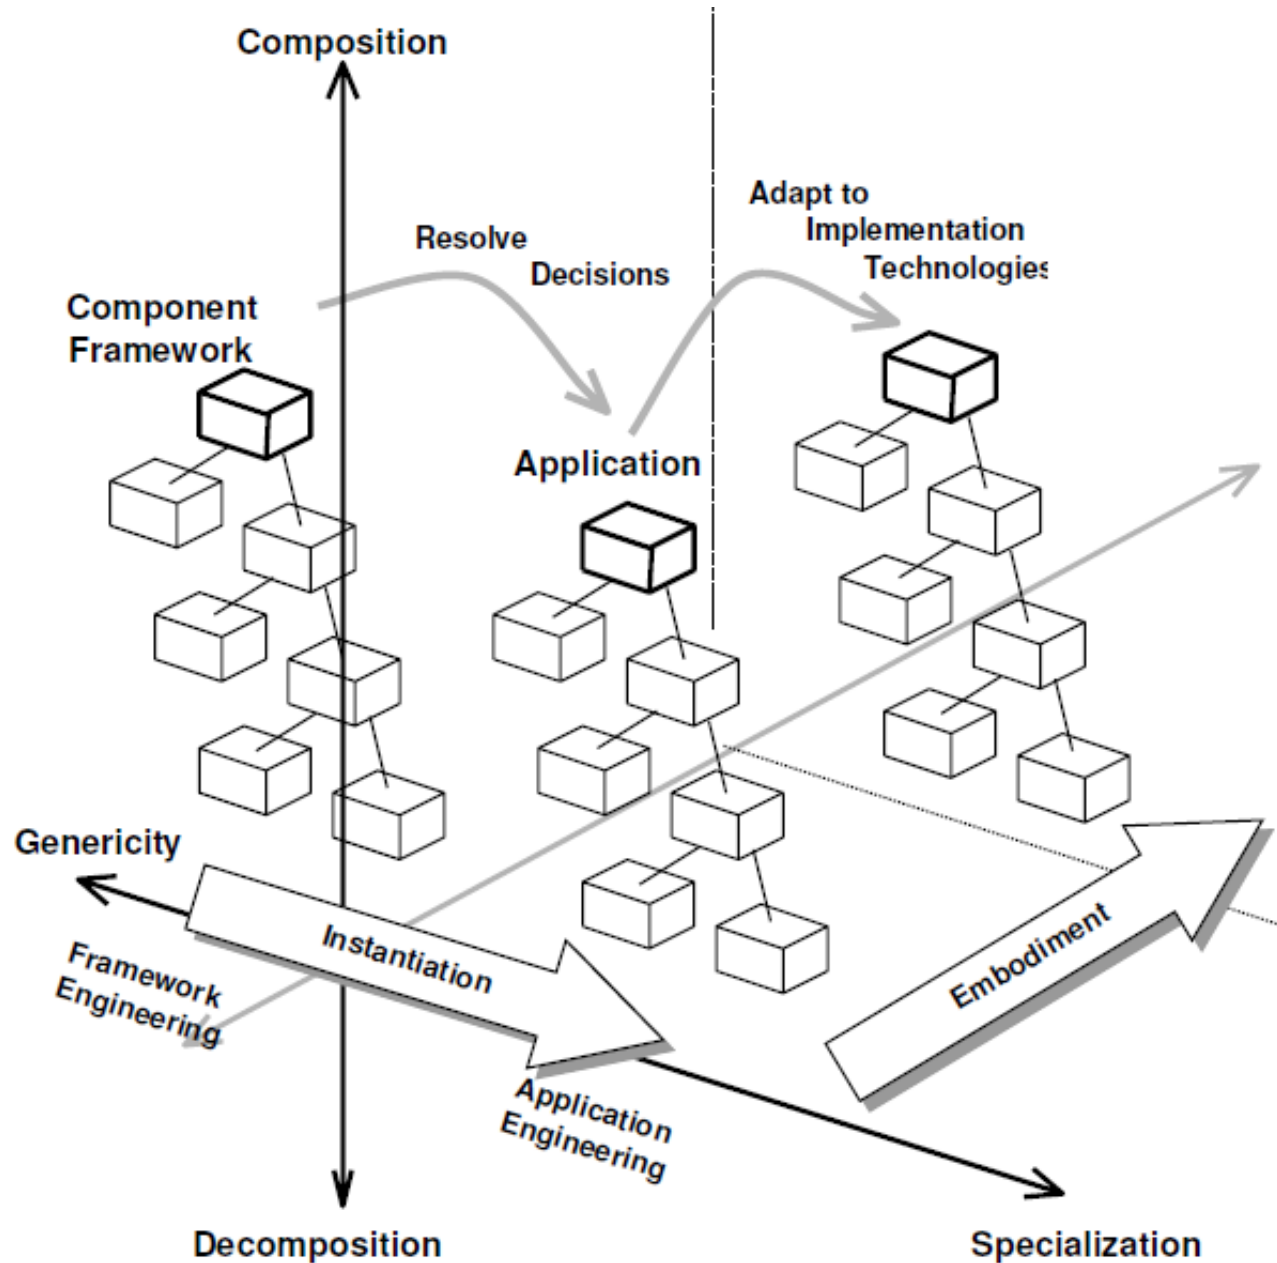 Composition
Adapt to
Implementation
Technologies
Resolve
Decisions
Component
Framework
Application
Genericity
Instantiation
Embodiment
Framework
Engineering
Application
Engineering
Decomposition
Specialization